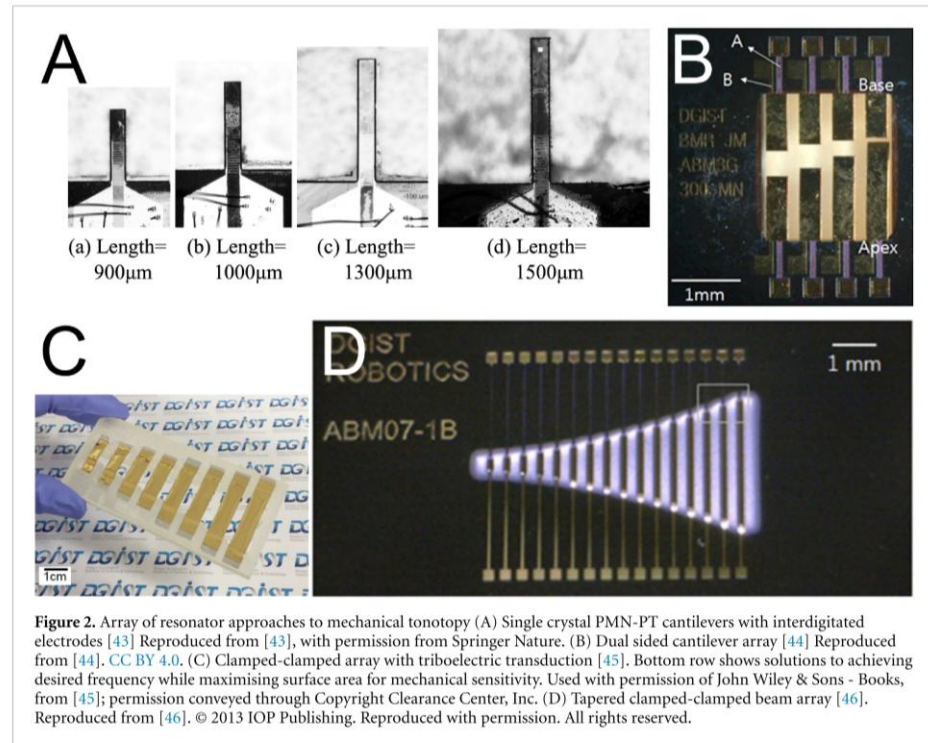 A
(a) Length=
900μm
(b) Length=
1000μm
(c) Length=
1300μm
(d) Length=
1500μm
B
A
B
Base
DGIST
BMR JM
ABM3G
300 MN
Apex
1mm
C
DGIST DGIST DGIST DGIST
1cm
D
DGIST
ROBOTICS
ABM07-1B
1 mm
Figure 2. Array of resonator approaches to mechanical tonotopy (A) Single crystal PMN-PT cantilevers with interdigitated
electrodes [43] Reproduced from [43], with permission from Springer Nature. (B) Dual sided cantilever array [44] Reproduced
from [44]. CC BY 4.0. (C) Clamped-clamped array with triboelectric transduction [45]. Bottom row shows solutions to achieving
desired frequency while maximising surface area for mechanical sensitivity. Used with permission of John Wiley & Sons - Books,
from [45]; permission conveyed through Copyright Clearance Center, Inc. (D) Tapered clamped-clamped beam array [46].
Reproduced from [46]. © 2013 IOP Publishing. Reproduced with permission. All rights reserved.